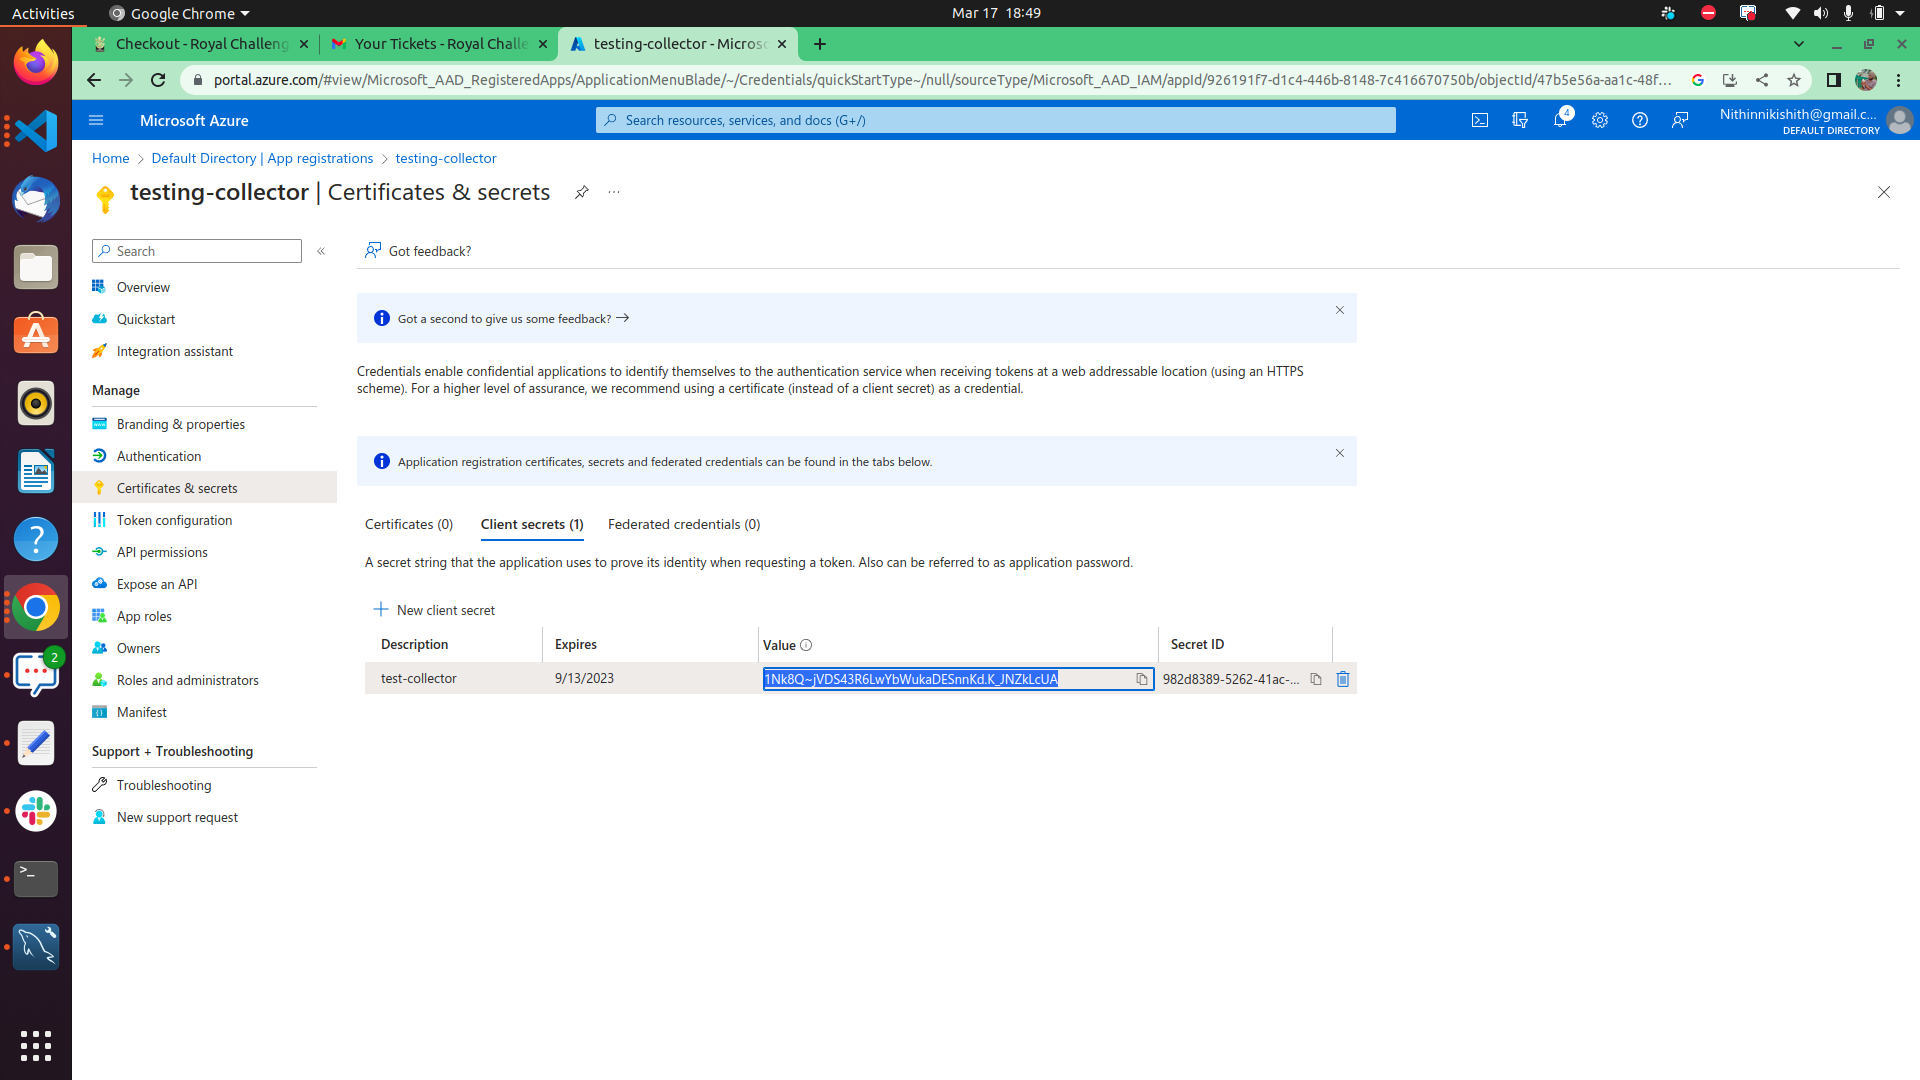 Activities
Google Chrome
Mar 17 18:49
Checkout - Royal Challeng
Your Tickets - Royal Challe
testing-collector - Microso
portal.azure.com/#view/Microsoft_AAD_RegisteredApps/ApplicationMenuBlade/~/Credentials/quickStartType~/null/sourceType/Microsoft_AAD_IAM/appId/926191f7-d1c4-446b-8148-7c416670750b/objectId/47b5e56a-aa1c-48f...
Microsoft Azure
Search resources, services, and docs (G+/)
4
Nithinnikishith@gmail.c...
DEFAULT DIRECTORY
Home > Default Directory | App registrations > testing-collector
testing-collector | Certificates & secrets
Search
Got feedback?
Overview
Quickstart
Integration assistant
Manage
Branding & properties
Authentication
Certificates & secrets
Token configuration
API permissions
Expose an API
App roles
Owners
Roles and administrators
Manifest
Support + Troubleshooting
Troubleshooting
New support request
Got a second to give us some feedback? →
Credentials enable confidential applications to identify themselves to the authentication service when receiving tokens at a web addressable location (using an HTTPS
scheme). For a higher level of assurance, we recommend using a certificate (instead of a client secret) as a credential.
Application registration certificates, secrets and federated credentials can be found in the tabs below.
Certificates (0) Client secrets (1) Federated credentials (0)
A secret string that the application uses to prove its identity when requesting a token. Also can be referred to as application password.
New client secret
Description Expires Value Secret ID
test-collector 9/13/2023 1Nk8Q~jVDS43R6LwYbWukaDESnnKd.K_JNZkLcUA 982d8389-5262-41ac-...
2